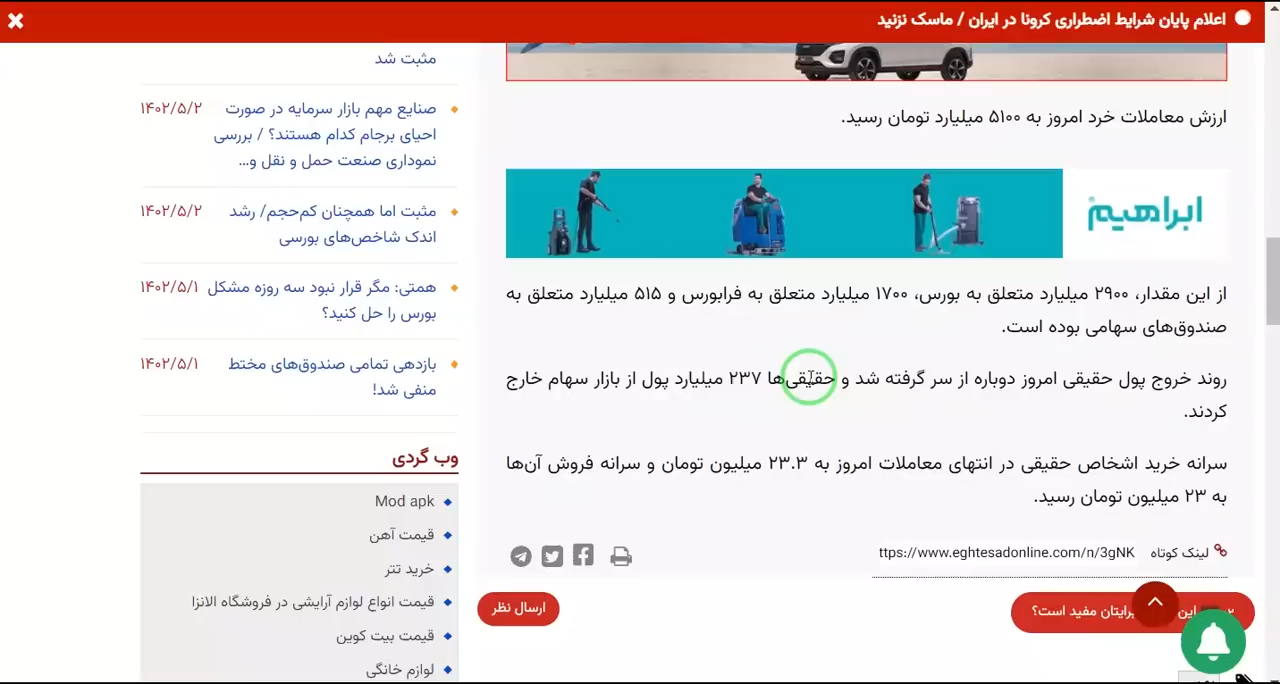 اعلام پایان شرایط اضطراری کرونا در ایران / ماسک نزنید
ارزش معاملات خرد امروز به ۵۱۰۰ میلیارد تومان رسید.
ابراهیم
از این مقدار، ۲۹۰۰ میلیارد متعلق به بورس، ۱۷۰۰ میلیارد متعلق به فرابورس و ۵۱۵ میلیارد متعلق به
صندوق‌های سهامی بوده است.
روند خروج پول حقیقی امروز دوباره از سر گرفته شد و حقیقی‌ها ۲۳۷ میلیارد پول از بازار سهام خارج
کردند.
سرانه خرید اشخاص حقیقی در انتهای معاملات امروز به ۲۳.۳ میلیون تومان و سرانه فروش آن‌ها
به ۲۳ میلیون تومان رسید.
لینک کوتاه ttps://www.eghtesadonline.com/n/3gNK
این برایتان مفید است؟
ارسال نظر
مثبت شد
صنایع مهم بازار سرمایه در صورت ۱۴۰۲/۵/۲
احیای برجام کدام هستند؟ / بررسی
نموداری صنعت حمل و نقل و...
مثبت اما همچنان کم‌حجم/ رشد ۱۴۰۲/۵/۲
اندک شاخص‌های بورسی
همتی: مگر قرار نبود سه روزه مشکل ۱۴۰۲/۵/۱
بورس را حل کنید؟
بازدهی تمامی صندوق‌های مختط ۱۴۰۲/۵/۱
منفی شد!
وب گردی
Mod apk
قیمت آهن
خرید تتر
قیمت انواع لوازم آرایشی در فروشگاه الانزا
قیمت بیت کوین
لوازم خانگی